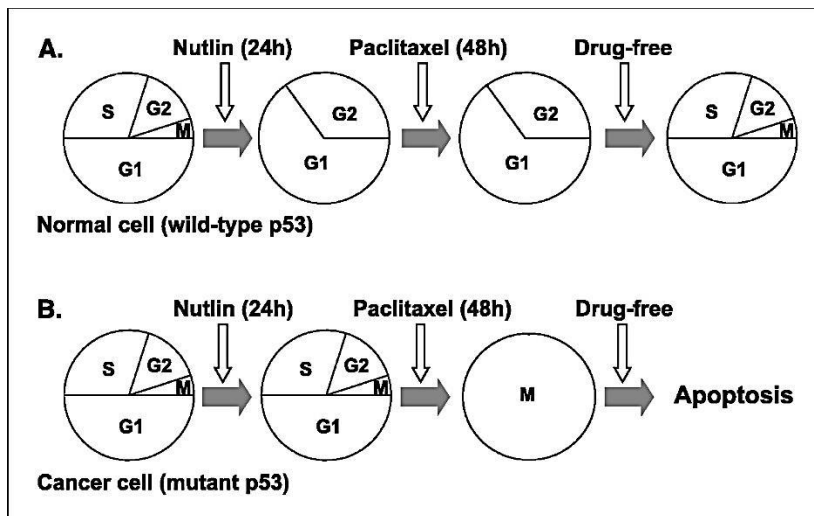 A.
Nutlin (24h) Paclitaxel (48h) Drug-free
S G2 M G1
G2 G1
G2 G1
S G2 M G1
Normal cell (wild-type p53)
B.
Nutlin (24h) Paclitaxel (48h) Drug-free
S G2 M G1
S G2 M G1
M
Apoptosis
Cancer cell (mutant p53)